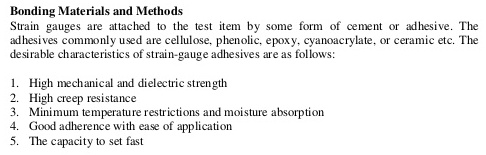 Bonding Materials and Methods
Strain gauges are attached to the test item by some form of cement or adhesive. The
adhesives commonly used are cellulose, phenolic, epoxy, cyanoacrylate, or ceramic etc. The
desirable characteristics of strain-gauge adhesives are as follows:
1. High mechanical and dielectric strength
2. High creep resistance
3. Minimum temperature restrictions and moisture absorption
4. Good adherence with ease of application
5. The capacity to set fast